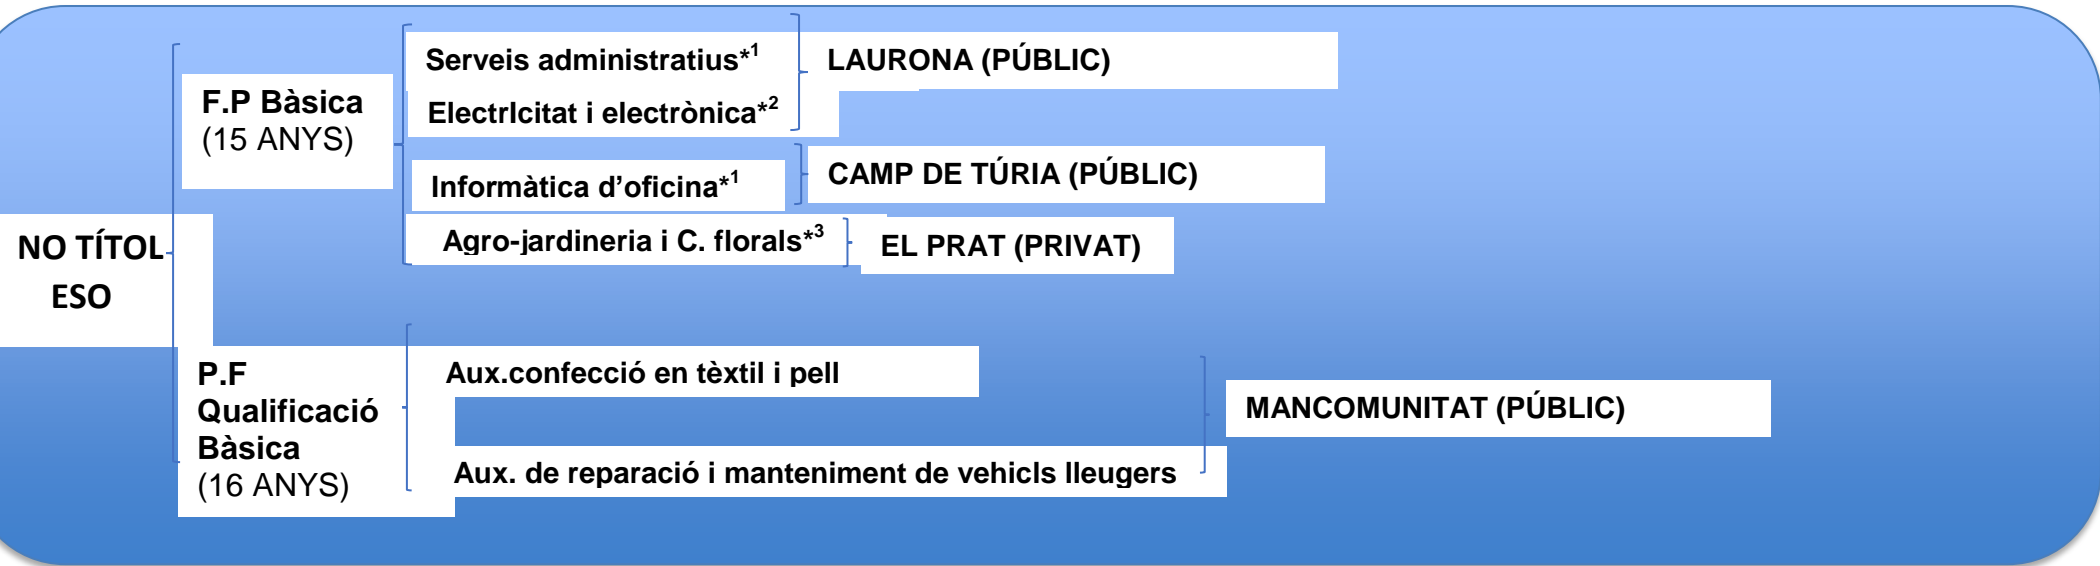 NO TÍTOL
ESO
F.P Bàsica
(15 ANYS)
Serveis administratius*1
ElectrIcitat i electrònica*2
LAURONA (PÚBLIC)
Informàtica d’oficina*1
CAMP DE TÚRIA (PÚBLIC)
Agro-jardineria i C. florals*3
EL PRAT (PRIVAT)
P.F
Qualificació
Bàsica
(16 ANYS)
Aux.confecció en tèxtil i pell
Aux. de reparació i manteniment de vehicls lleugers
MANCOMUNITAT (PÚBLIC)